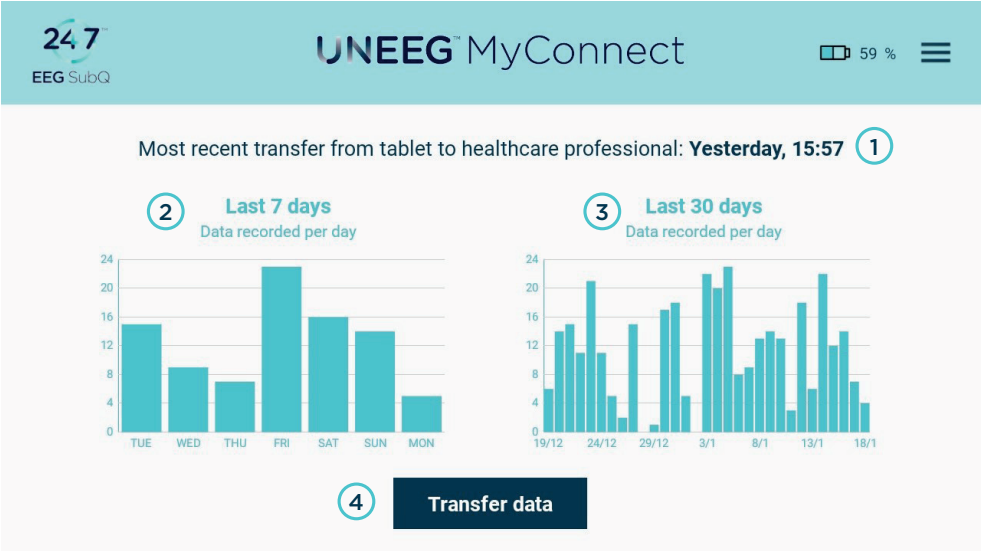 24 7™
EEG SubQ
UNEEG™ MyConnect
59 %
Most recent transfer from tablet to healthcare professional: Yesterday, 15:57
1
2
Last 7 days
Data recorded per day
24
20
16
12
8
4
0
TUE WED THU FRI SAT SUN MON
3
Last 30 days
Data recorded per day
24
20
16
12
8
4
0
19/12 24/12 29/12 3/1 8/1 13/1 18/1
4
Transfer data